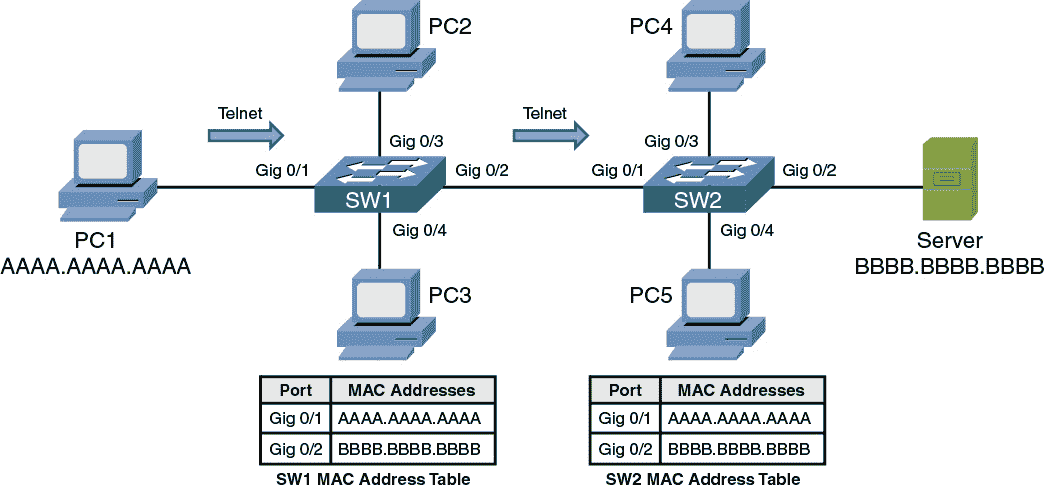 PC2
PC4
Telnet
Telnet
Gig 0/3
Gig 0/3
Gig 0/1
Gig 0/2
Gig 0/1
Gig 0/2
SW1
SW2
Gig 0/4
Gig 0/4
PC1
AAAA.AAAA.AAAA
Server
BBBB.BBBB.BBBB
PC3
PC5
Port MAC Addresses
Gig 0/1 AAAA.AAAA.AAAA
Gig 0/2 BBBB.BBBB.BBBB
SW1 MAC Address Table
Port MAC Addresses
Gig 0/1 AAAA.AAAA.AAAA
Gig 0/2 BBBB.BBBB.BBBB
SW2 MAC Address Table